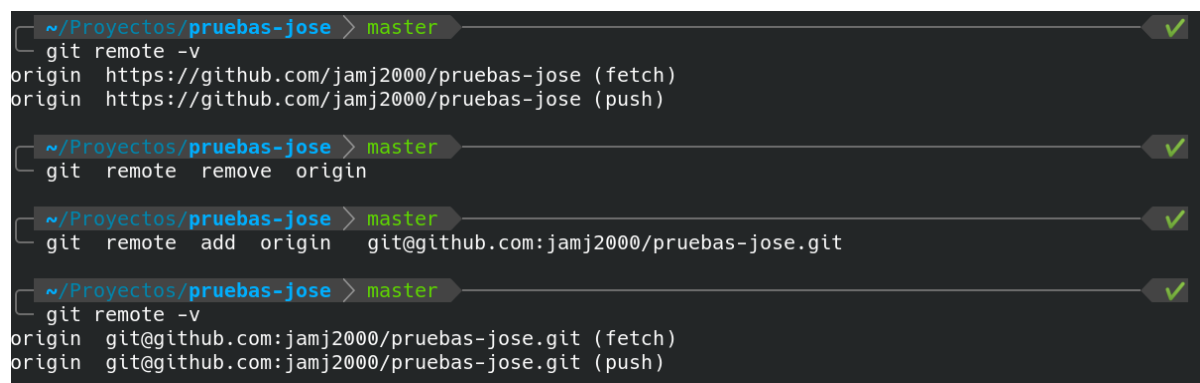 ~/Proyectos/pruebas-jose > master ✔
git remote -v
origin  https://github.com/jamj2000/pruebas-jose (fetch)
origin  https://github.com/jamj2000/pruebas-jose (push)
~/Proyectos/pruebas-jose > master ✔
git  remote  remove  origin
~/Proyectos/pruebas-jose > master ✔
git  remote  add  origin   git@github.com:jamj2000/pruebas-jose.git
~/Proyectos/pruebas-jose > master ✔
git remote -v
origin  git@github.com:jamj2000/pruebas-jose.git (fetch)
origin  git@github.com:jamj2000/pruebas-jose.git (push)